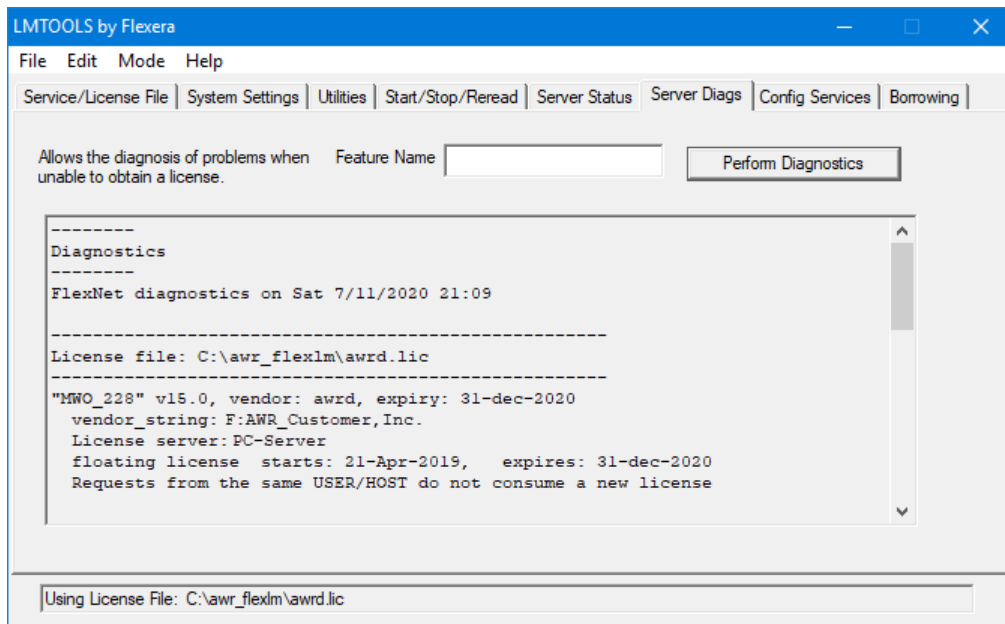 LMTOOLS by Flexera
File Edit Mode Help
Service/License File System Settings Utilities Start/Stop/Reread Server Status Server Diags Config Services Borrowing
Allows the diagnosis of problems when
unable to obtain a license.
Feature Name
Perform Diagnostics
--------
Diagnostics
--------
FlexNet diagnostics on Sat 7/11/2020 21:09
-----------------------------------------------------
License file: C:\awr_flexlm\awrd.lic
-----------------------------------------------------
"MWO_228" v15.0, vendor: awrd, expiry: 31-dec-2020
vendor_string: F:AWR_Customer,Inc.
License server: PC-Server
floating license starts: 21-Apr-2019, expires: 31-dec-2020
Requests from the same USER/HOST do not consume a new license
Using License File: C:\awr_flexlm\awrd.lic